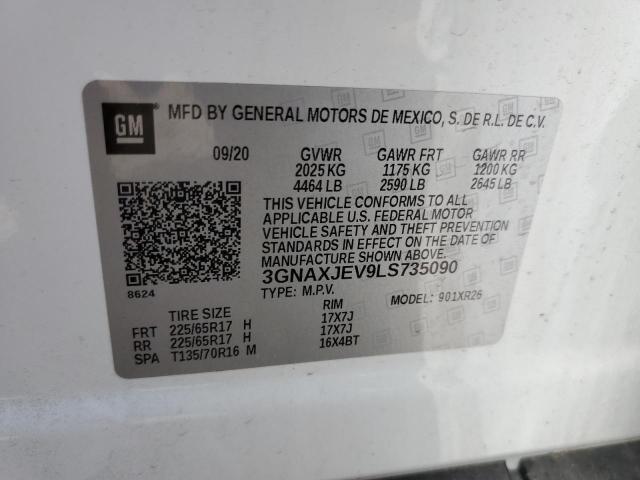 GM
MFD BY GENERAL MOTORS DE MEXICO, S. DE R.L. DE C.V.
09/20 GVWR GAWR FRT GAWR RR
2025 KG 1175 KG 1200 KG
4464 LB 2590 LB 2645 LB
THIS VEHICLE CONFORMS TO ALL
APPLICABLE U.S. FEDERAL MOTOR
VEHICLE SAFETY AND THEFT PREVENTION
STANDARDS IN EFFECT ON THE DATE OF
MANUFACTURE SHOWN ABOVE.
3GNAXJEV9LS735090
8624
TYPE: M.P.V. MODEL: 901XR26
TIRE SIZE RIM
FRT 225/65R17 H 17X7J
RR 225/65R17 H 17X7J
SPA T135/70R16 M 16X4BT